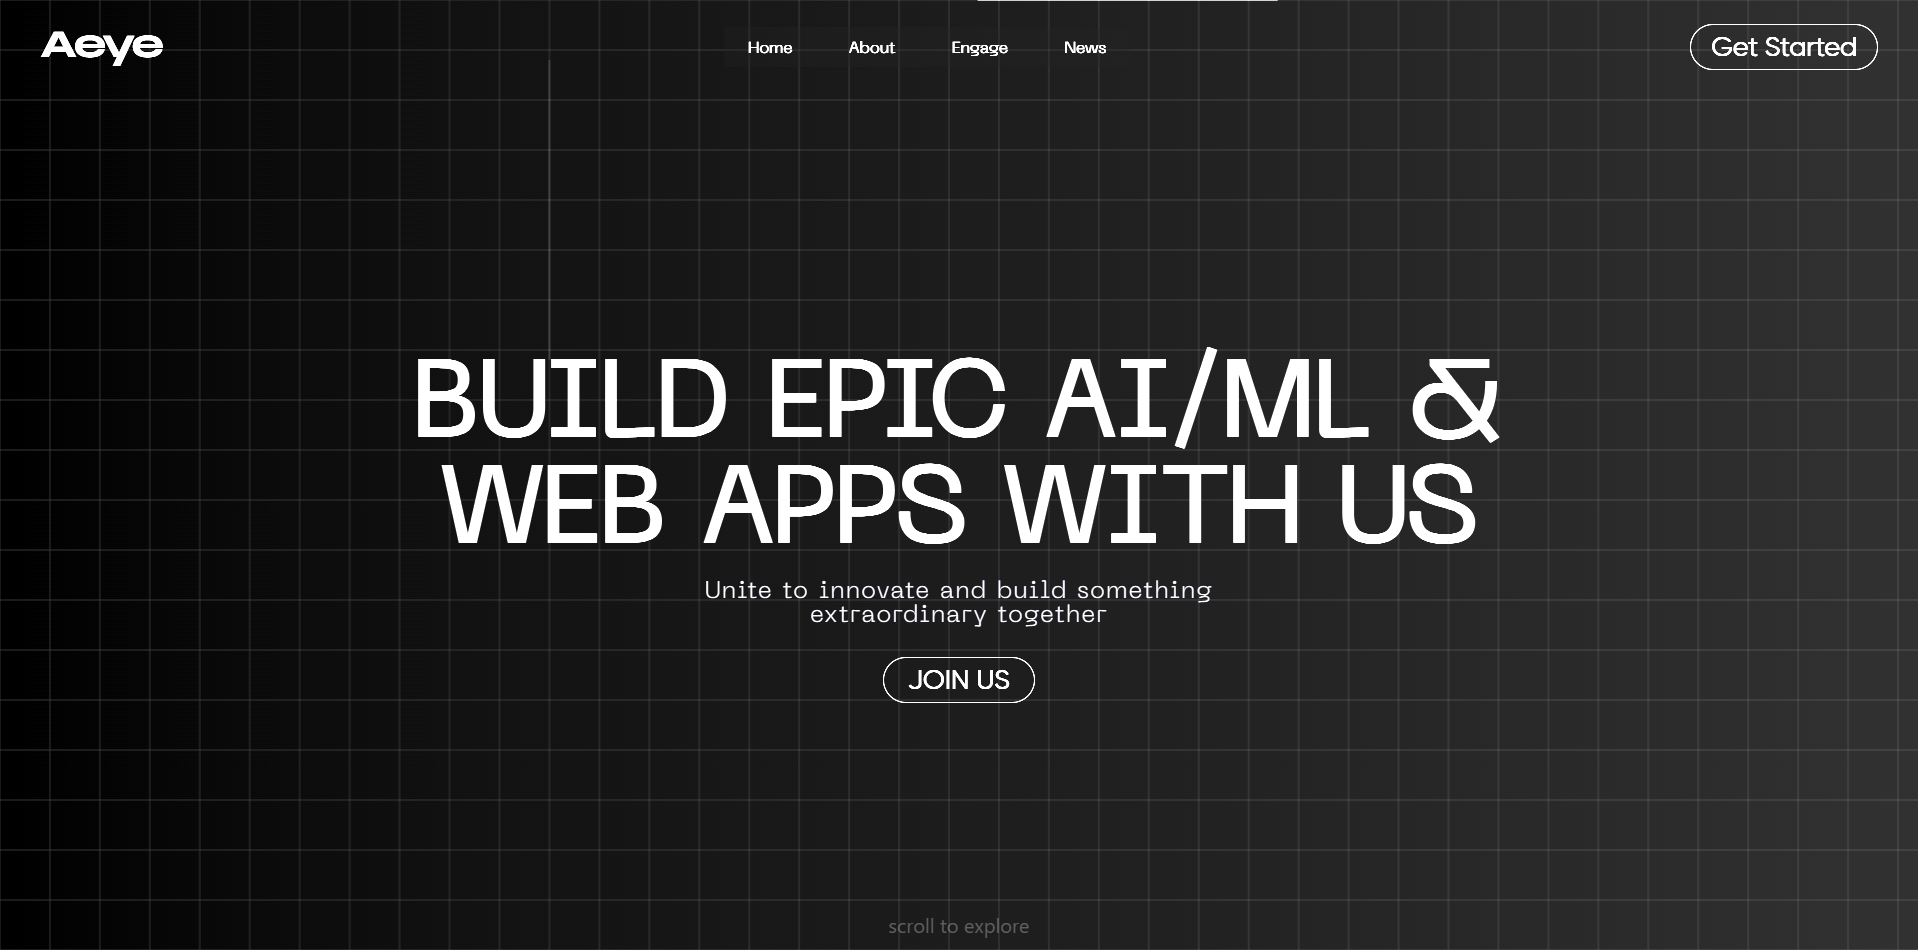 Aeye
Home About Engage News
Get Started
BUILD EPIC AI/ML &
WEB APPS WITH US
Unite to innovate and build something
extraordinary together
JOIN US
scroll to explore